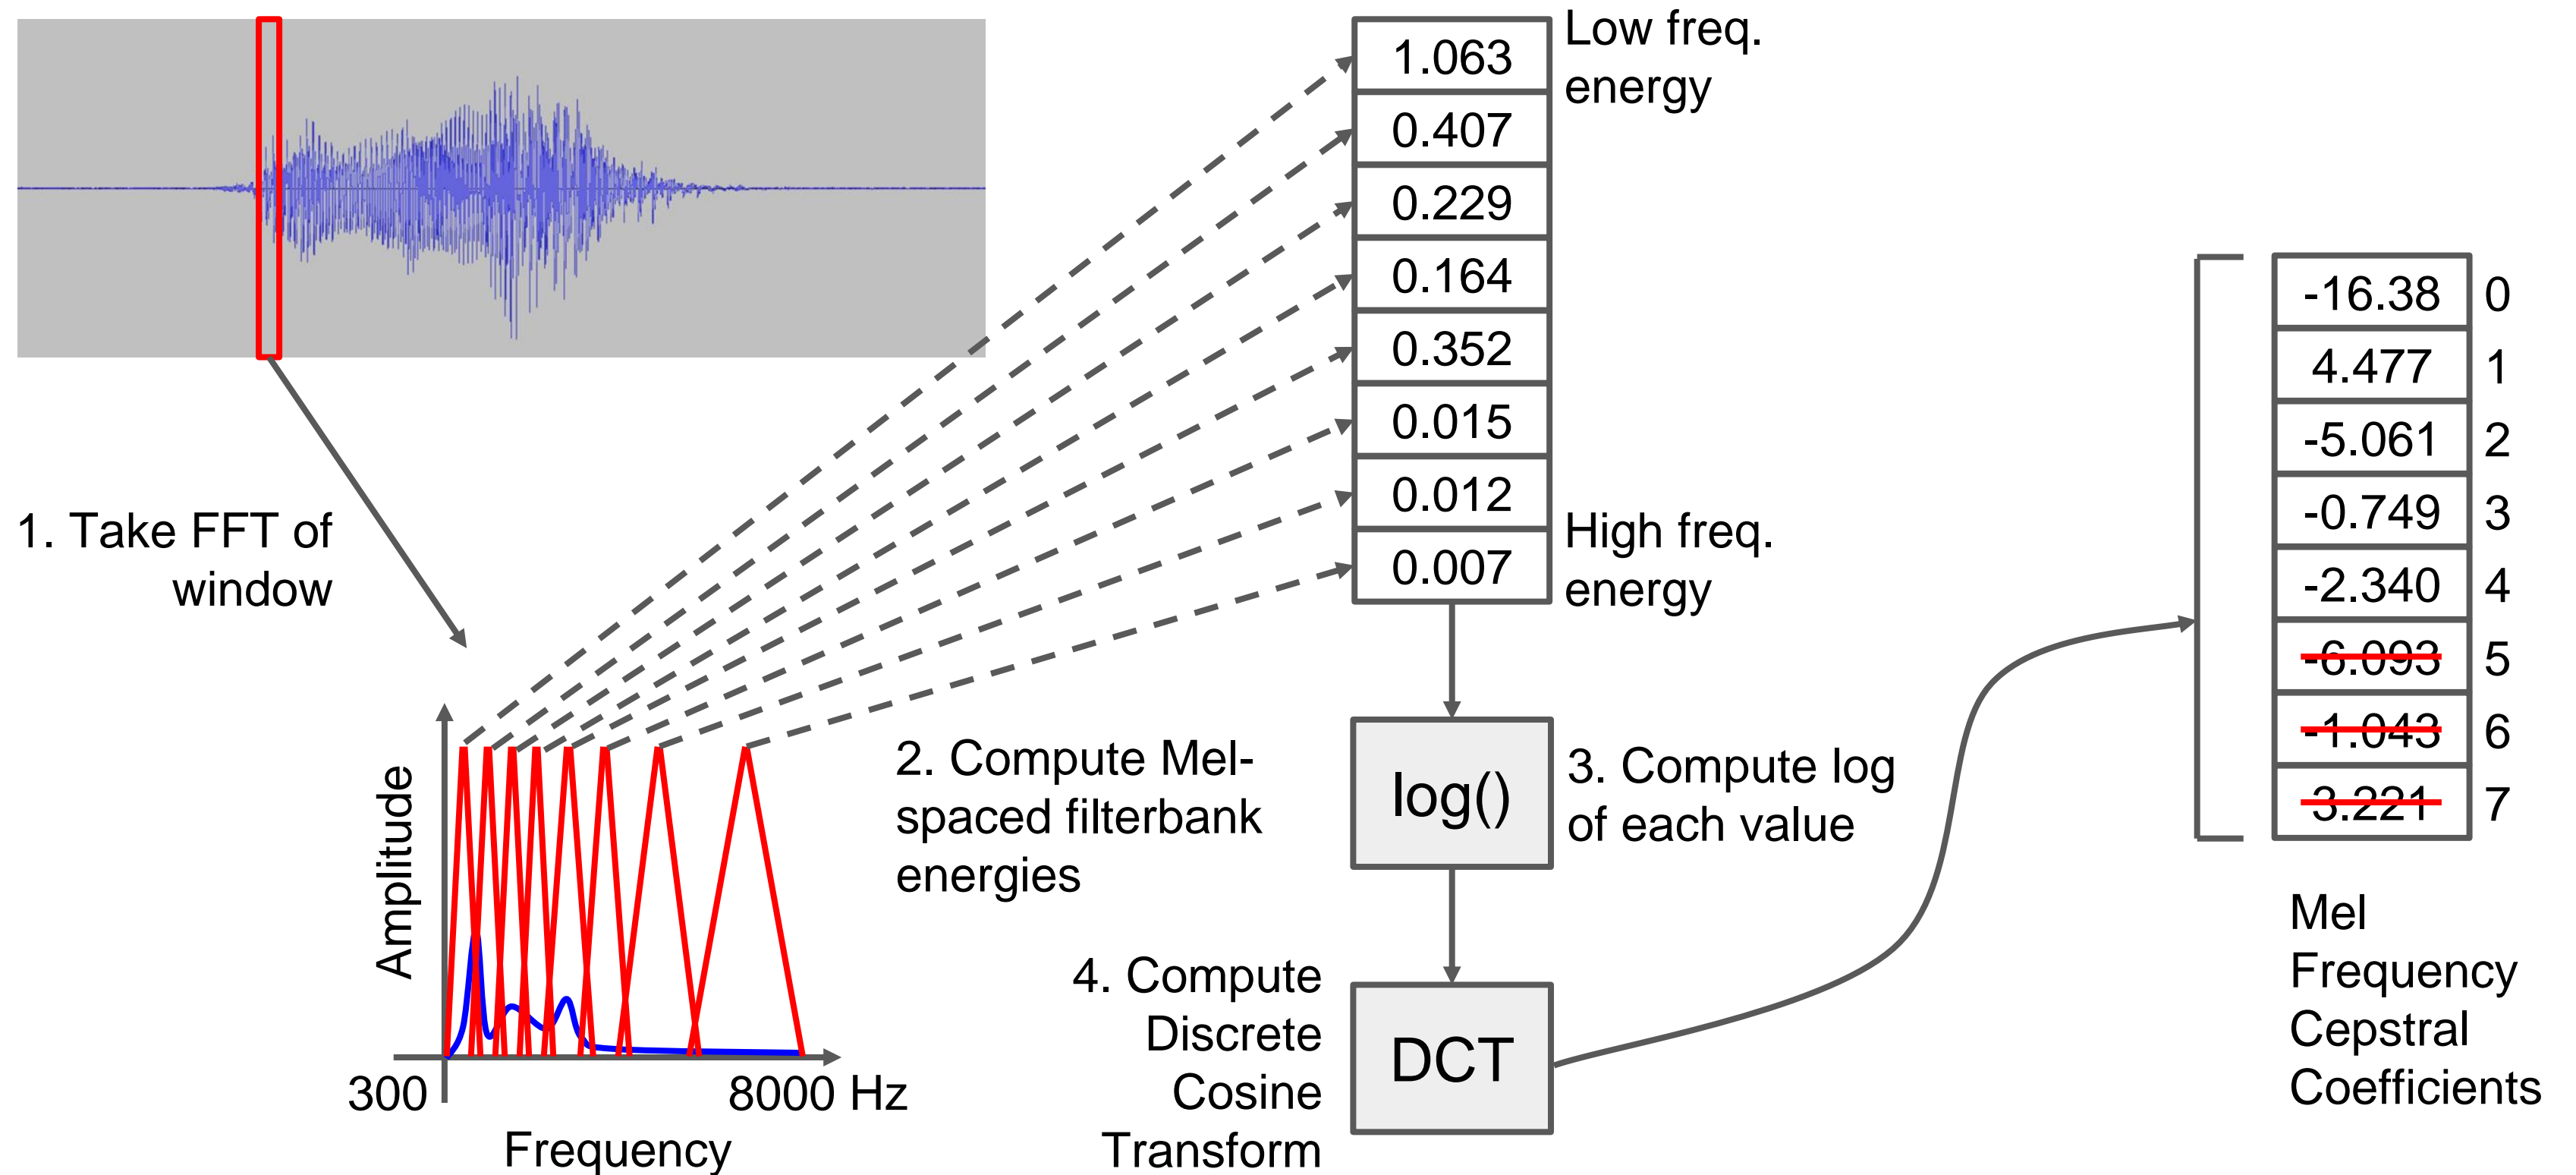 1. Take FFT of
window
Amplitude
300
8000 Hz
Frequency
2. Compute Mel-
spaced filterbank
energies
Low freq.
energy
1.063
0.407
0.229
0.164
0.352
0.015
0.012
0.007
High freq.
energy
log()
3. Compute log
of each value
4. Compute
Discrete
Cosine
Transform
DCT
-16.38 0
4.477 1
-5.061 2
-0.749 3
-2.340 4
-6.093 5
-1.043 6
3.221 7
Mel
Frequency
Cepstral
Coefficients